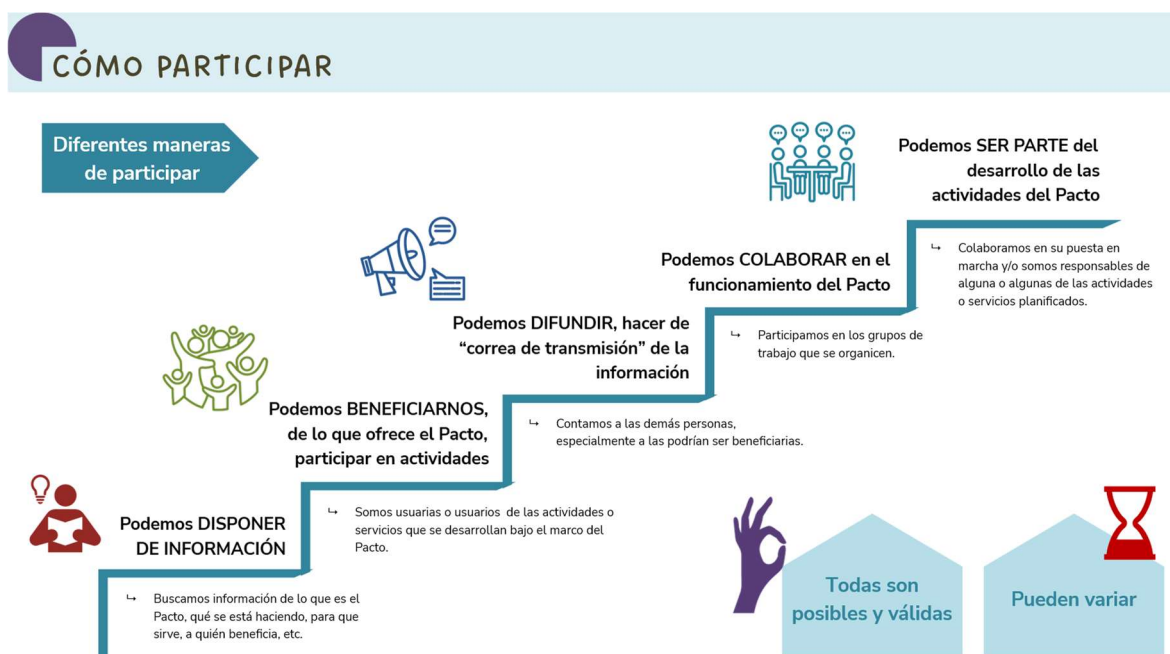 CÓMO PARTICIPAR
Diferentes maneras
de participar
Podemos SER PARTE del
desarrollo de las
actividades del Pacto
Colaboramos en su puesta en
marcha y/o somos responsables de
alguna o algunas de las actividades
o servicios planificados.
Podemos COLABORAR en el
funcionamiento del Pacto
Participamos en los grupos de
trabajo que se organicen.
Podemos DIFUNDIR, hacer de
“correa de transmisión” de la
información
Contamos a las demás personas,
especialmente a las podrían ser beneficiarias.
Podemos BENEFICIARNOS,
de lo que ofrece el Pacto,
participar en actividades
Somos usuarias o usuarios de las actividades o
servicios que se desarrollan bajo el marco del
Pacto.
Podemos DISPONER
DE INFORMACIÓN
Buscamos información de lo que es el
Pacto, qué se está haciendo, para que
sirve, a quién beneficia, etc.
Todas son
posibles y válidas
Pueden variar